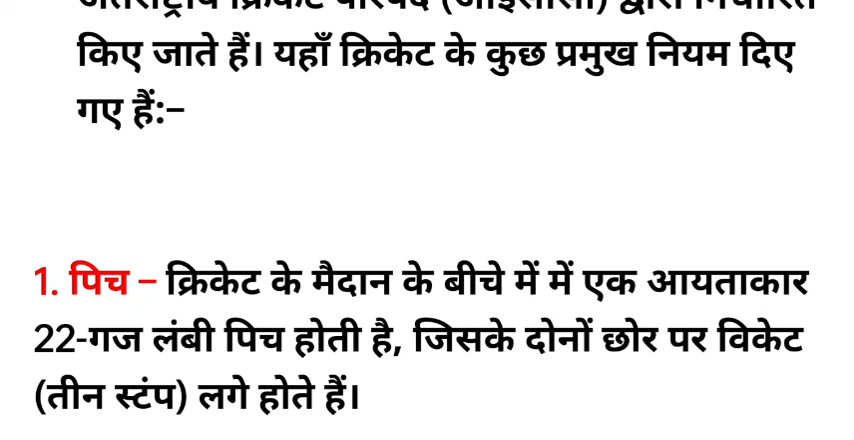 किए जाते हैं। यहाँ क्रिकेट के कुछ प्रमुख नियम दिए
गए हैं:–
1. पिच – क्रिकेट के मैदान के बीचे में में एक आयताकार
22-गज लंबी पिच होती है, जिसके दोनों छोर पर विकेट
(तीन स्टंप) लगे होते हैं।